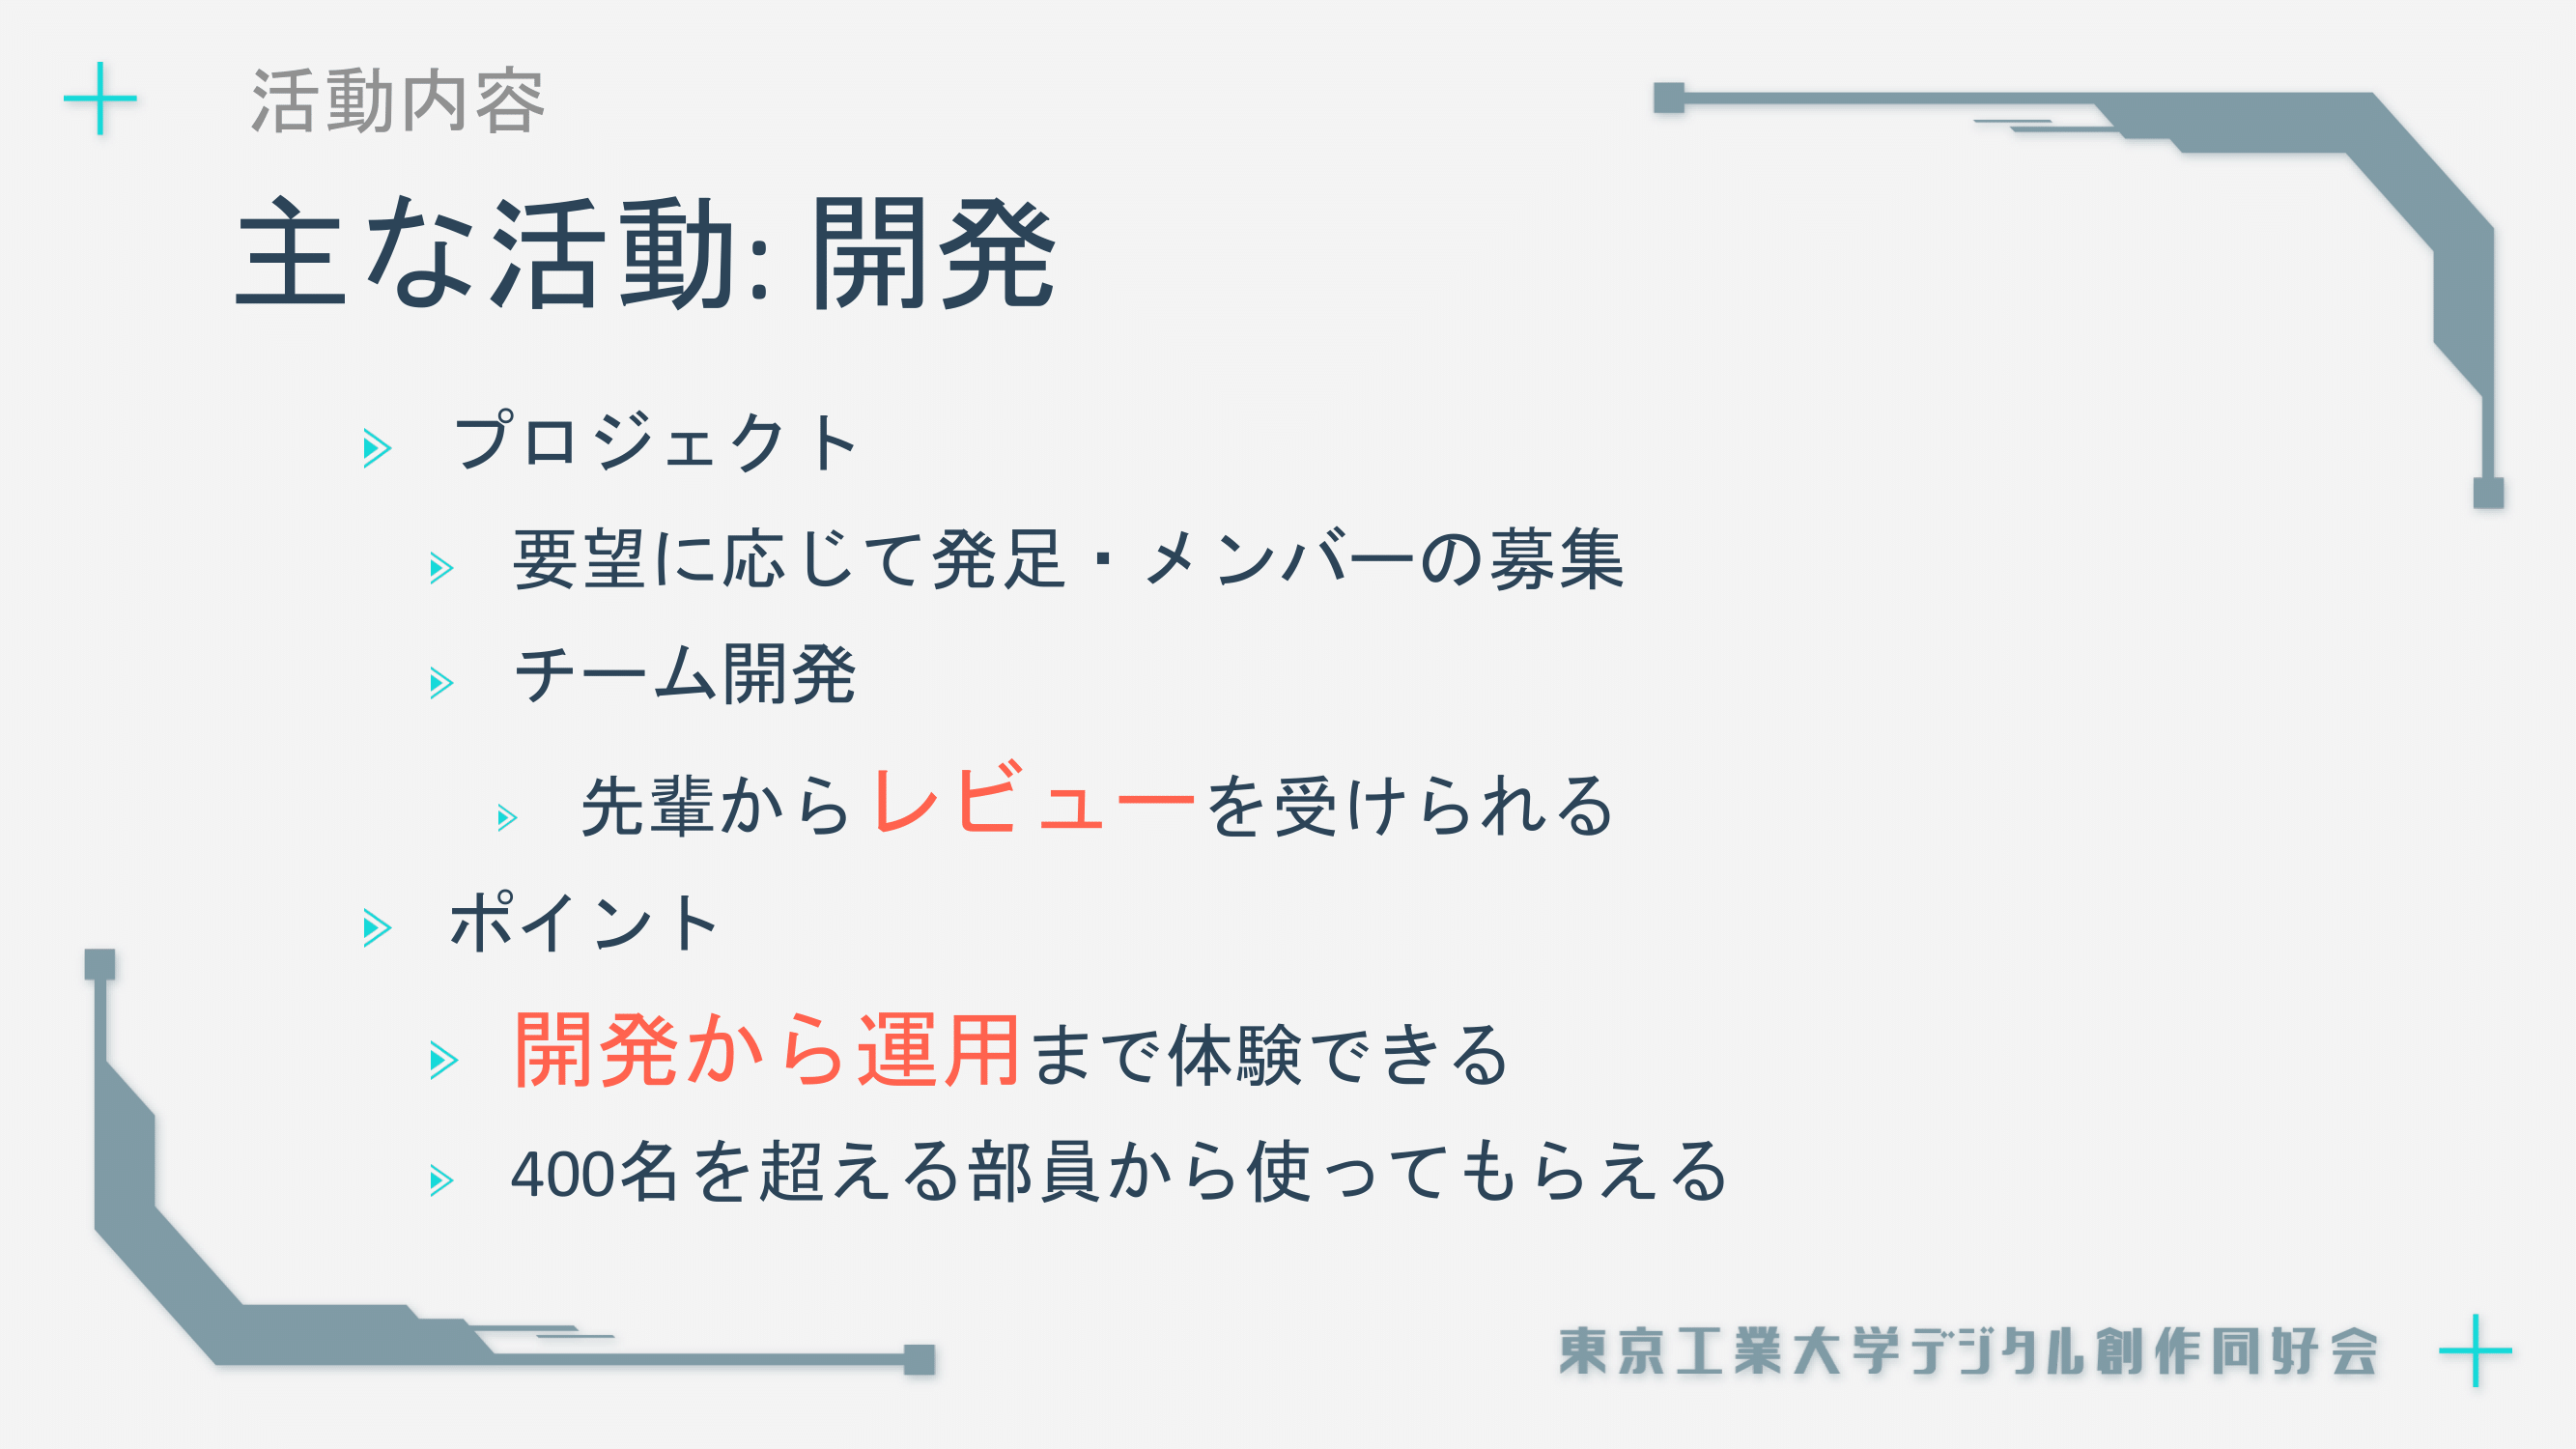 活動内容
主な活動: 開発
プロジェクト
要望に応じて発足・メンバーの募集
チーム開発
先輩からレビューを受けられる
ポイント
開発から運用まで体験できる
400名を超える部員から使ってもらえる
東京工業大学デジタル創作同好会